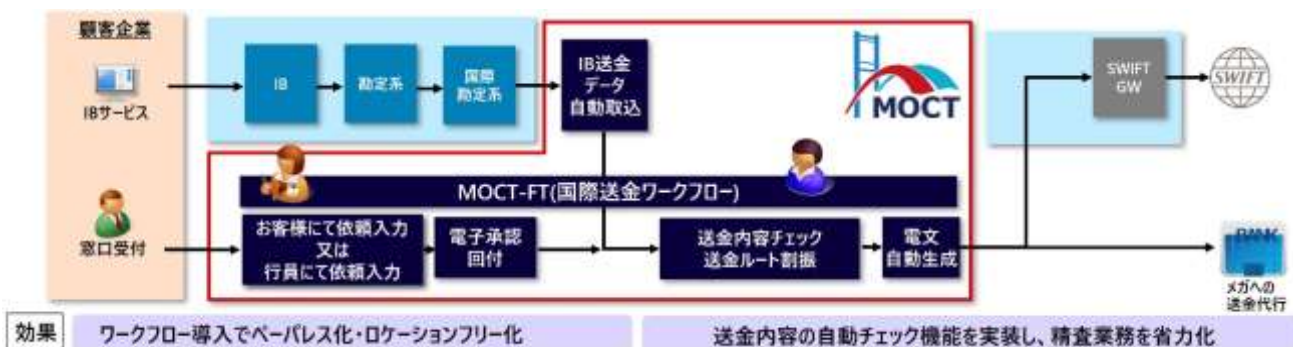 顧客企業
IBサービス
IB
勘定系
国際
勘定系
IB送金
データ
自動取込
MOCT
SWIFT
GW
SWIFT
MOCT-FT(国際送金ワークフロー)
窓口受付
お客様にて依頼入力
又は
行員にて依頼入力
電子承認
回付
送金内容チェック
送金ルート割振
電文
自動生成
BANK
メガへの
送金代行
効果
ワークフロー導入でペーパレス化・ロケーションフリー化
送金内容の自動チェック機能を実装し、精査業務を省力化